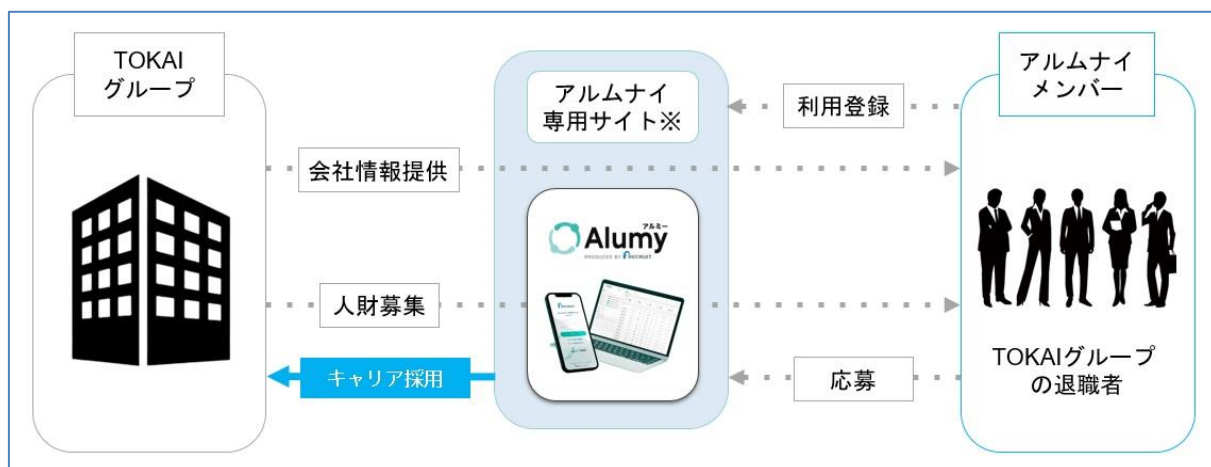 TOKAI
グループ
アルムナイ
専用サイト※
アルムナイ
メンバー
利用登録
会社情報提供
アルミー
Alumy
PRODUCED BY RECRUIT
人財募集
キャリア採用
応募
TOKAIグループ
の退職者